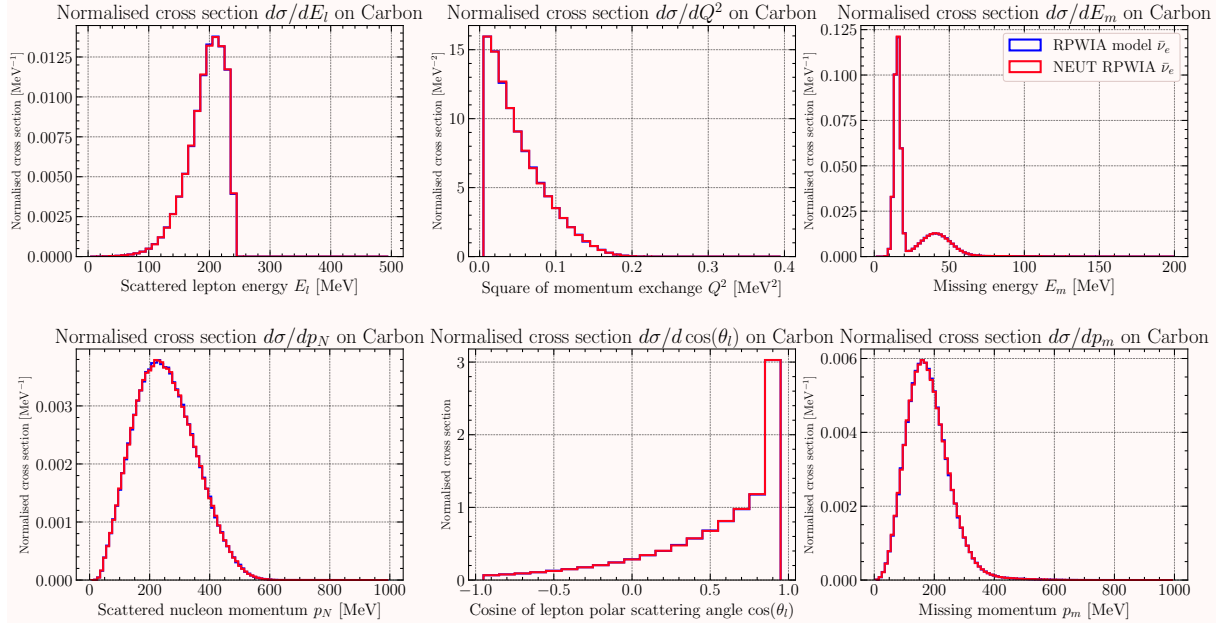 Normalised cross section dσ/dE_l on Carbon
Normalised cross section [MeV⁻¹]
0.0125
0.0100
0.0075
0.0050
0.0025
0.0000
0 100 200 300 400 500
Scattered lepton energy E_l [MeV]
Normalised cross section dσ/dQ² on Carbon
Normalised cross section [MeV⁻²]
15
10
5
0
0.0 0.1 0.2 0.3 0.4
Square of momentum exchange Q² [MeV²]
Normalised cross section dσ/dE_m on Carbon
Normalised cross section [MeV⁻¹]
0.125
0.100
0.075
0.050
0.025
0.000
0 50 100 150 200
Missing energy E_m [MeV]
RPWIA model ν̄_e
NEUT RPWIA ν̄_e
Normalised cross section dσ/dp_N on Carbon
Normalised cross section [MeV⁻¹]
0.003
0.002
0.001
0.000
0 200 400 600 800 1000
Scattered nucleon momentum p_N [MeV]
Normalised cross section dσ/d cos(θ_l) on Carbon
Normalised cross section
3
2
1
0
−1.0 −0.5 0.0 0.5 1.0
Cosine of lepton polar scattering angle cos(θ_l)
Normalised cross section dσ/dp_m on Carbon
Normalised cross section [MeV⁻¹]
0.006
0.004
0.002
0.000
0 200 400 600 800 1000
Missing momentum p_m [MeV]